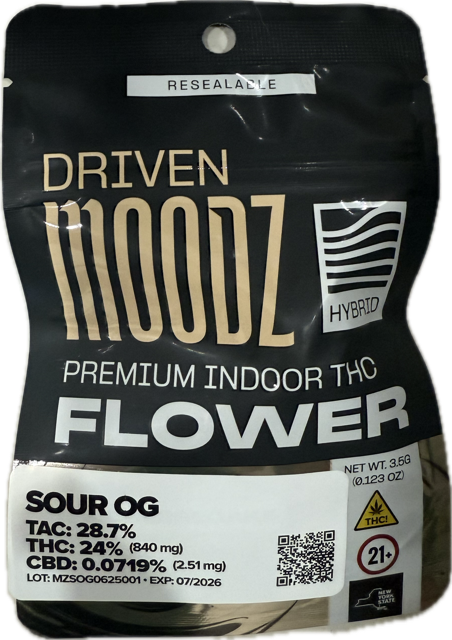 RESEALABLE
DRIVEN
MOODZ
HYBRID
PREMIUM INDOOR THC
FLOWER
NET WT. 3.5G
(0.123 OZ)
SOUR OG
TAC: 28.7%
THC: 24% (840 mg)
CBD: 0.0719% (2.51 mg)
LOT: MZSOG0625001 • EXP: 07/2026
THC!
21+
NEW
YORK
STATE